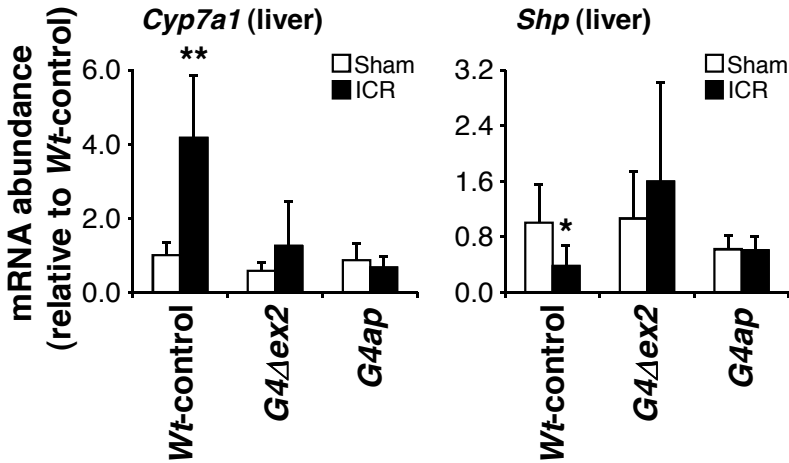 Cyp7a1 (liver)
Shp (liver)
mRNA abundance
(relative to Wt-control)
6.0
4.0
2.0
0.0
**
Sham
ICR
Wt-control
G4Δex2
G4ap
3.2
2.4
1.6
0.8
0.0
*
Sham
ICR
Wt-control
G4Δex2
G4ap